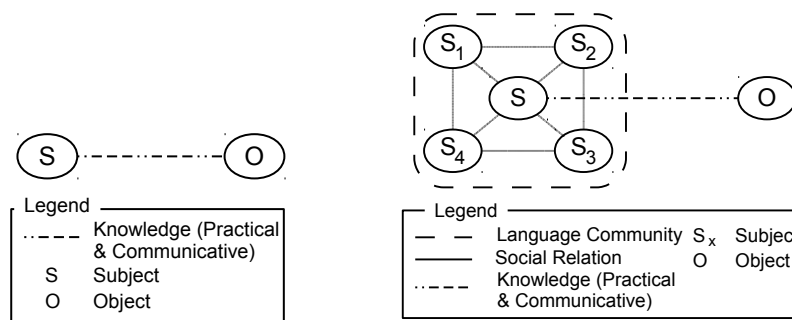 S O
Legend
Knowledge (Practical
& Communicative)
S Subject
O Object
S1 S2
S O
S4 S3
Legend
Language Community Sx Subject
Social Relation O Object
Knowledge (Practical
& Communicative)